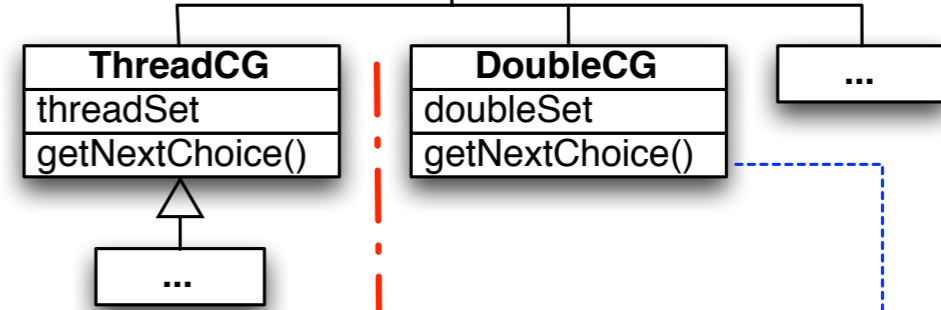 ThreadCG
threadSet
getNextChoice()
...
DoubleCG
doubleSet
getNextChoice()
...